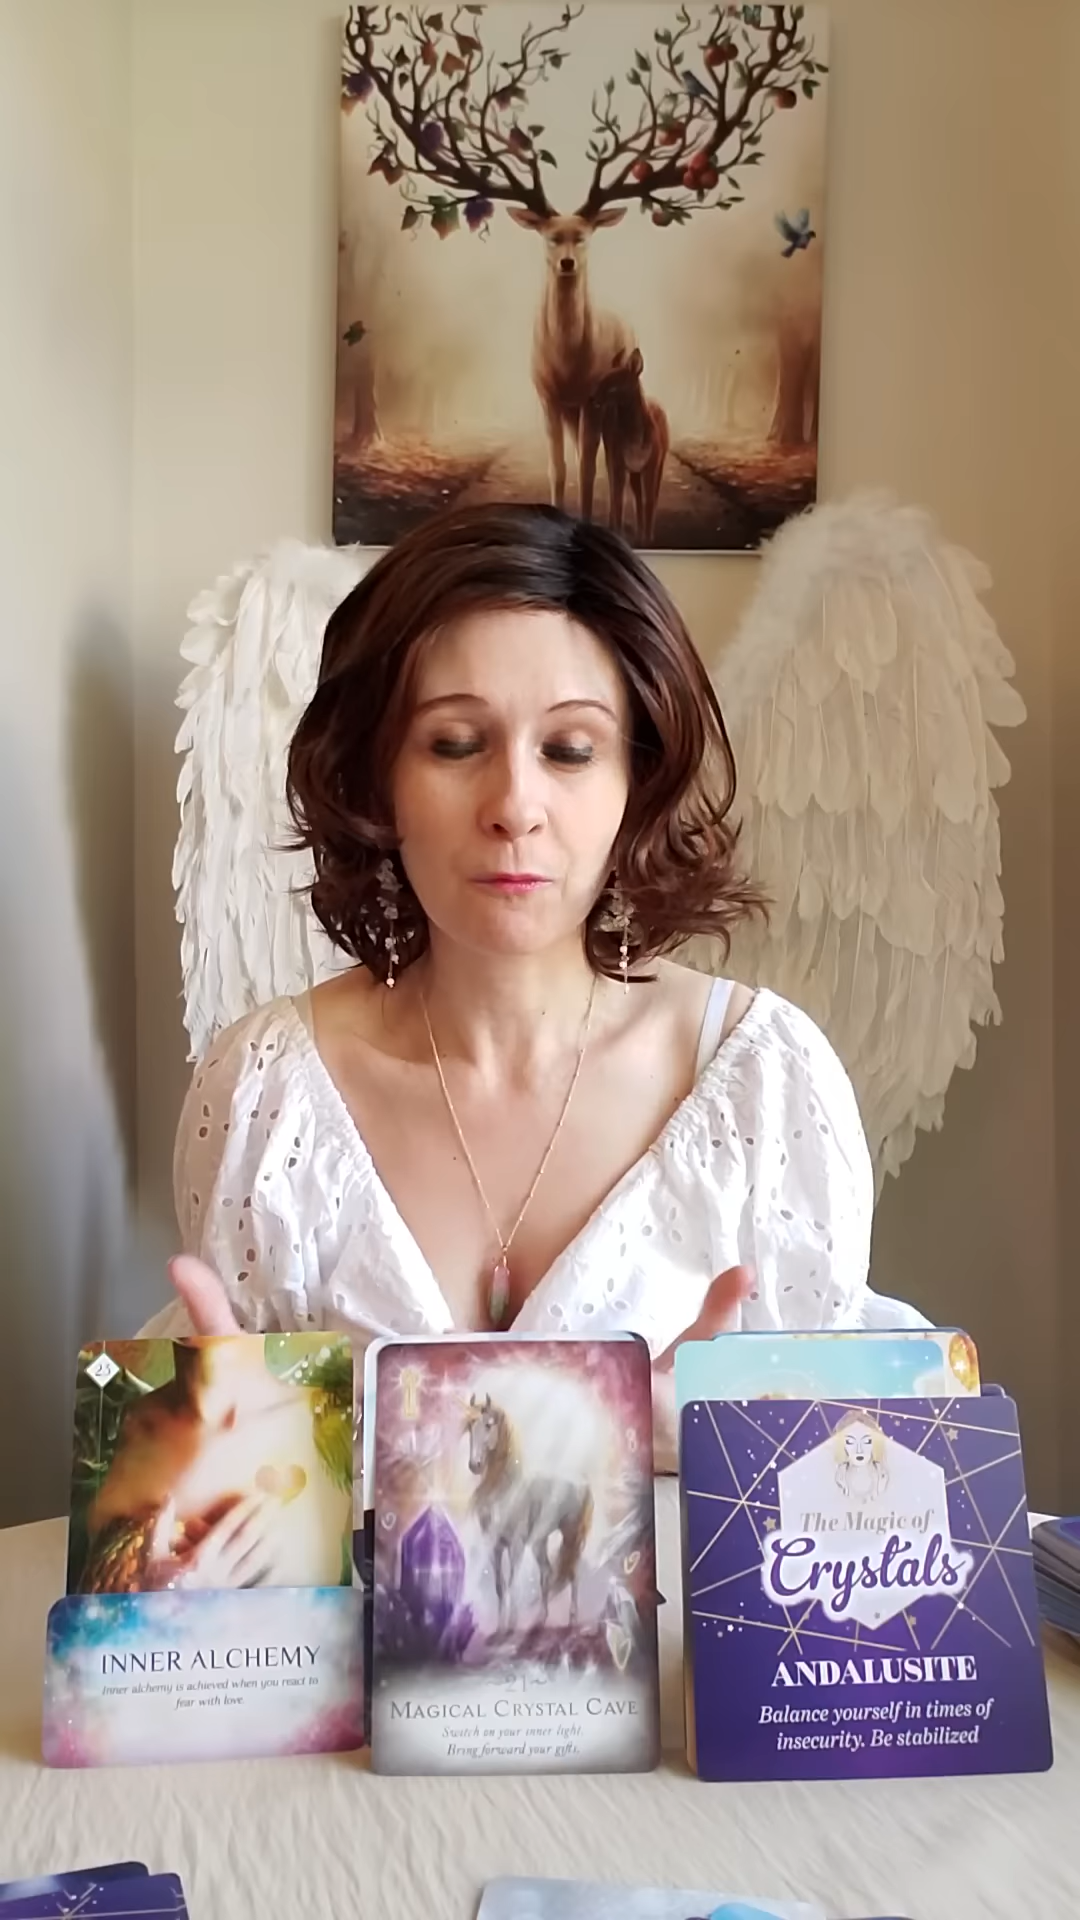 25
INNER ALCHEMY
Inner alchemy is achieved when you react to
fear with love.
21
MAGICAL CRYSTAL CAVE
Switch on your inner light.
Bring forward your gifts.
The Magic of
Crystals
ANDALUSITE
Balance yourself in times of
insecurity. Be stabilized